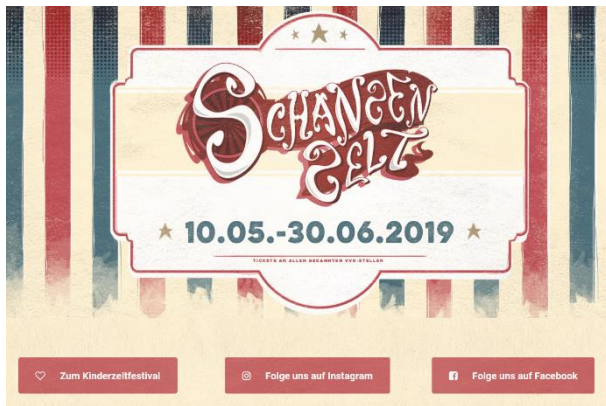 SCHANZEN
ZELT
10.05.-30.06.2019
TICKETS AN ALLEN BEKANNTEN VVK-STELLEN
Zum Kinderzeltfestival
Folge uns auf Instagram
Folge uns auf Facebook